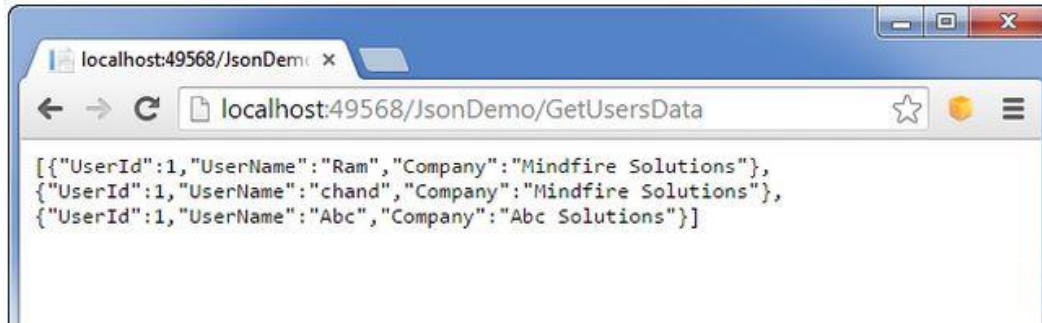 localhost:49568/JsonDem
localhost:49568/JsonDemo/GetUsersData
[{"UserId":1,"UserName":"Ram","Company":"Mindfire Solutions"},
{"UserId":1,"UserName":"chand","Company":"Mindfire Solutions"},
{"UserId":1,"UserName":"Abc","Company":"Abc Solutions"}]